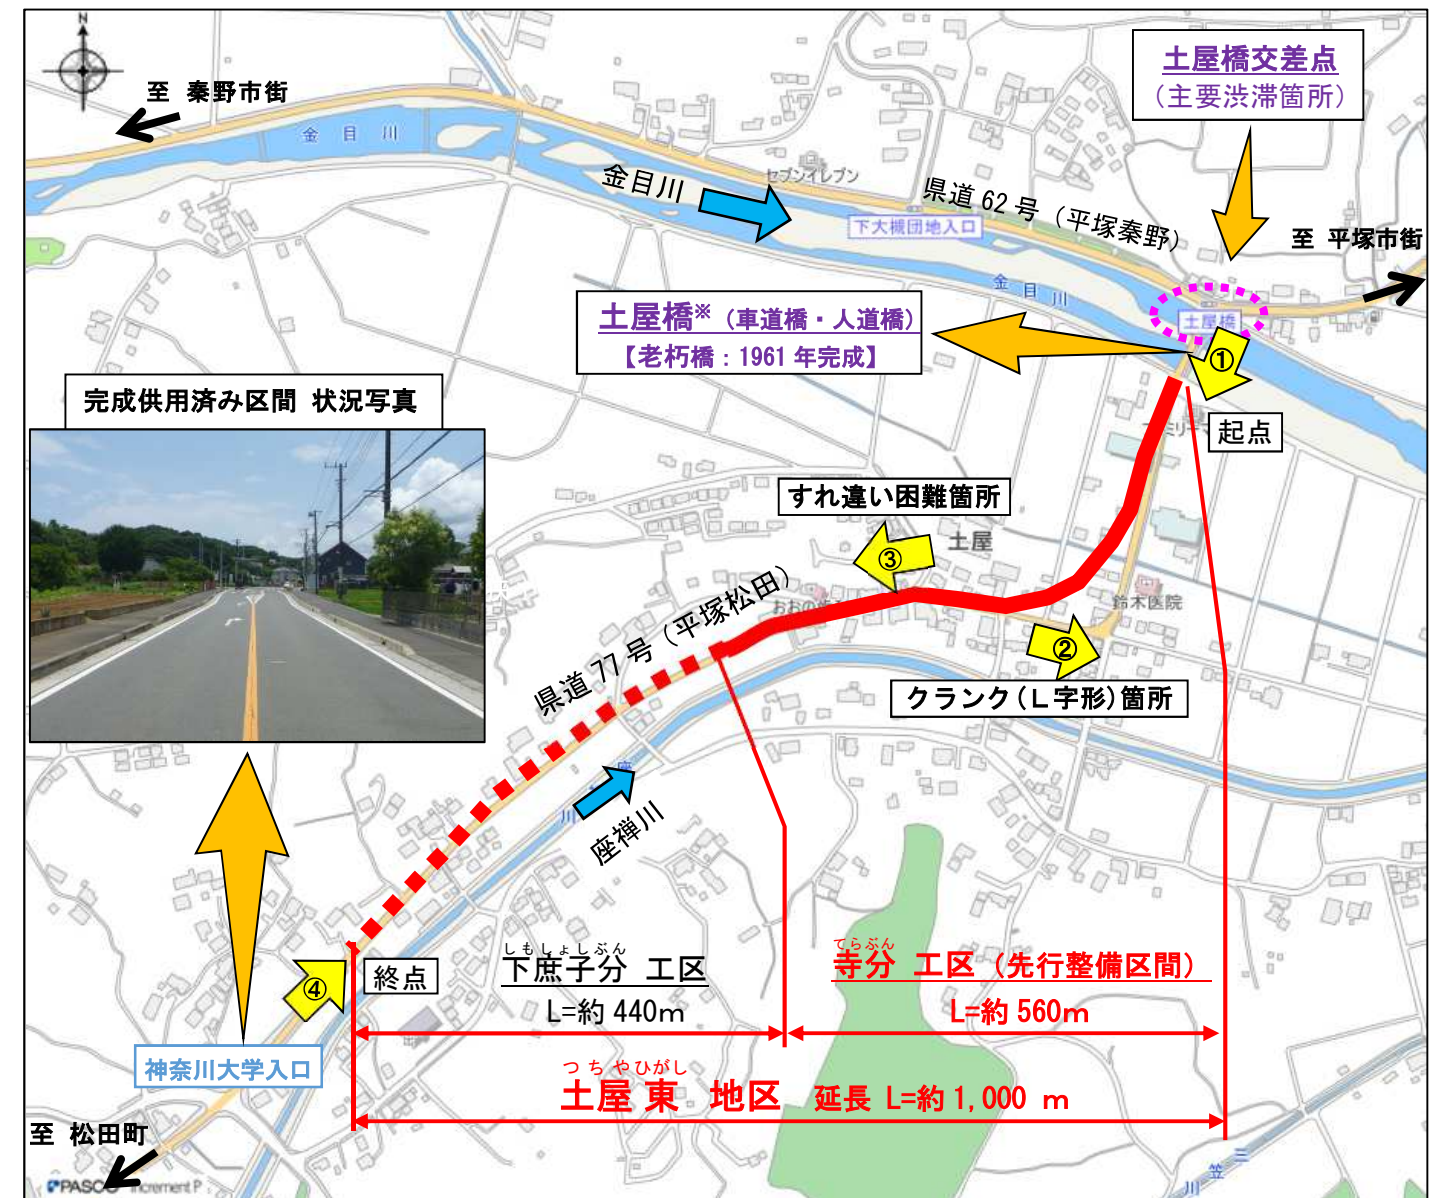 N
至 秦野市街
土屋橋交差点
(主要渋滞箇所)
金 目 川
セブンイレブン
金目川
県道 62 号 (平塚秦野)
下大槻団地入口
至 平塚市街
金 目 川
土屋橋※ (車道橋・人道橋)
【老朽橋：1961 年完成】
土屋橋
①
完成供用済み区間 状況写真
起点
すれ違い困難箇所
③
土屋
鈴木医院
県道 77 号 (平塚松田)
②
クランク(Ｌ字形)箇所
川
座禅川
しもしょしぶん
下庶子分 工区
L=約 440m
てらぶん
寺分 工区 (先行整備区間)
L=約 560m
終点
④
神奈川大学入口
つちやひがし
土屋 東 地区 延長 L=約 1,000 m
至 松田町
三
笠
川
©PASCO Increment P